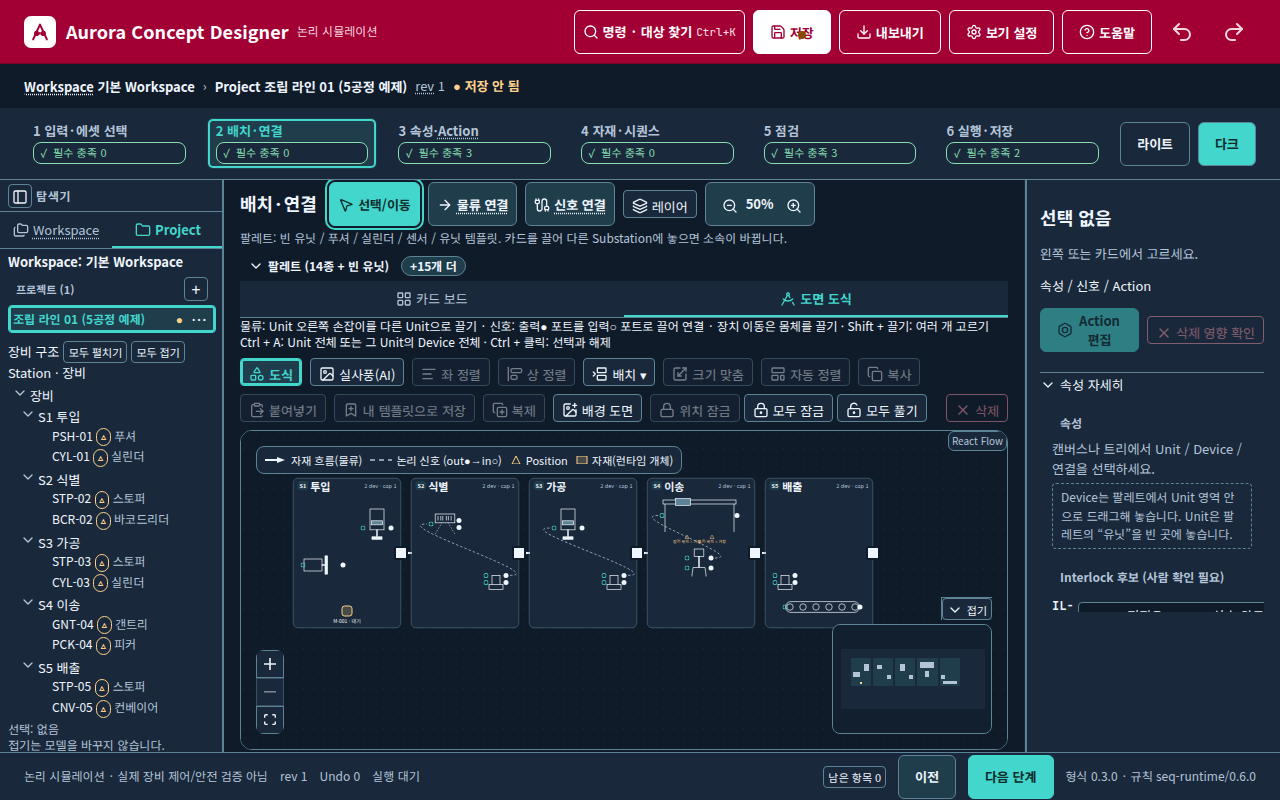 Aurora Concept Designer 논리 시뮬레이션
명령 · 대상 찾기 Ctrl+K
저장
내보내기
보기 설정
도움말
Workspace 기본 Workspace › Project 조립 라인 01 (5공정 예제) rev 1 ● 저장 안 됨
1 입력·에셋 선택
✓ 필수 충족 0
2 배치·연결
✓ 필수 충족 0
3 속성·Action
✓ 필수 충족 3
4 자재·시퀀스
✓ 필수 충족 0
5 점검
✓ 필수 충족 3
6 실행·저장
✓ 필수 충족 2
라이트
다크
탐색기
Workspace
Project
Workspace: 기본 Workspace
프로젝트 (1)
조립 라인 01 (5공정 예제) ● ···
장비 구조 모두 펼치기 모두 접기
Station · 장비
장비
S1 투입
PSH-01 푸셔
CYL-01 실린더
S2 식별
STP-02 스토퍼
BCR-02 바코드리더
S3 가공
STP-03 스토퍼
CYL-03 실린더
S4 이송
GNT-04 갠트리
PCK-04 피커
S5 배출
STP-05 스토퍼
CNV-05 컨베이어
선택: 없음
접기는 모델을 바꾸지 않습니다.
배치·연결
선택/이동
물류 연결
신호 연결
레이어
50%
팔레트: 빈 유닛 / 푸셔 / 실린더 / 센서 / 유닛 템플릿. 카드를 끌어 다른 Substation에 놓으면 소속이 바뀝니다.
팔레트 (14종 + 빈 유닛) +15개 더
카드 보드
도면 도식
물류: Unit 오른쪽 손잡이를 다른 Unit으로 끌기 · 신호: 출력● 포트를 입력○ 포트로 끌어 연결 · 장치 이동은 몸체를 끌기 · Shift + 끌기: 여러 개 고르기
Ctrl + A: Unit 전체 또는 그 Unit의 Device 전체 · Ctrl + 클릭: 선택과 해제
도식
실사풍(AI)
좌 정렬
상 정렬
배치 ▾
크기 맞춤
자동 정렬
복사
붙여넣기
내 템플릿으로 저장
복제
배경 도면
위치 잠금
모두 잠금
모두 풀기
삭제
React Flow
자재 흐름(물류) 논리 신호 (out●→in○) Position 자재(런타임 개체)
S1 투입 2 dev · cap 1
S2 식별 2 dev · cap 1
S3 가공 2 dev · cap 1
S4 이송 2 dev · cap 1
S5 배출 2 dev · cap 1
M-001 · 대기
접기
선택 없음
왼쪽 또는 카드에서 고르세요.
속성 / 신호 / Action
Action
편집
삭제 영향 확인
속성 자세히
속성
캔버스나 트리에서 Unit / Device /
연결을 선택하세요.
Device는 팔레트에서 Unit 영역 안
으로 드래그해 놓습니다. Unit은 팔
레트의 “유닛”을 빈 곳에 놓습니다.
Interlock 후보 (사람 확인 필요)
IL-
논리 시뮬레이션 · 실제 장비 제어/안전 검증 아님 rev 1 Undo 0 실행 대기
남은 항목 0
이전
다음 단계
형식 0.3.0 · 규칙 seq-runtime/0.6.0